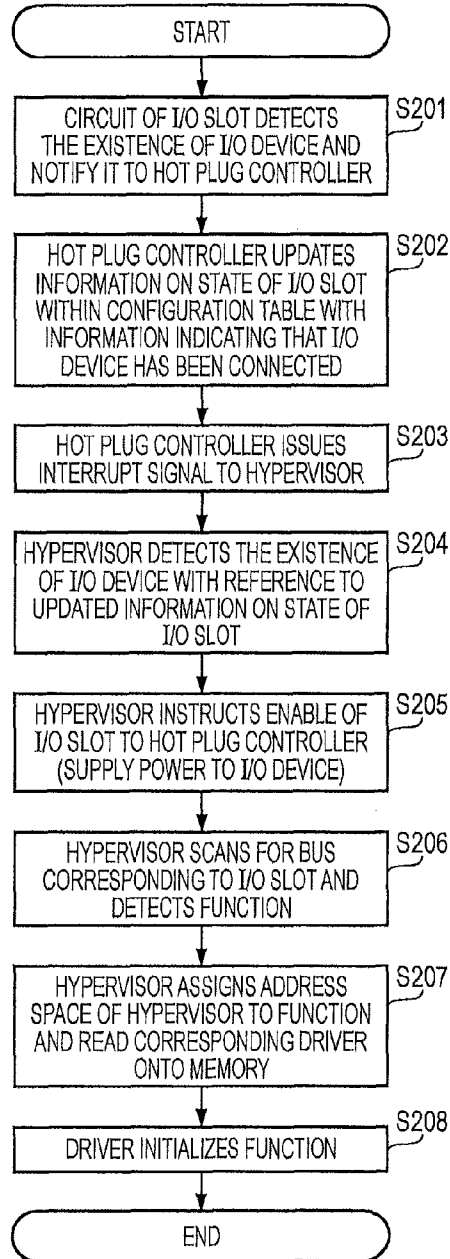 START
S201
CIRCUIT OF I/O SLOT DETECTS
THE EXISTENCE OF I/O DEVICE AND
NOTIFY IT TO HOT PLUG CONTROLLER
S202
HOT PLUG CONTROLLER UPDATES
INFORMATION ON STATE OF I/O SLOT
WITHIN CONFIGURATION TABLE WITH
INFORMATION INDICATING THAT I/O
DEVICE HAS BEEN CONNECTED
S203
HOT PLUG CONTROLLER ISSUES
INTERRUPT SIGNAL TO HYPERVISOR
S204
HYPERVISOR DETECTS THE EXISTENCE
OF I/O DEVICE WITH REFERENCE TO
UPDATED INFORMATION ON STATE OF
I/O SLOT
S205
HYPERVISOR INSTRUCTS ENABLE OF
I/O SLOT TO HOT PLUG CONTROLLER
(SUPPLY POWER TO I/O DEVICE)
S206
HYPERVISOR SCANS FOR BUS
CORRESPONDING TO I/O SLOT AND
DETECTS FUNCTION
S207
HYPERVISOR ASSIGNS ADDRESS
SPACE OF HYPERVISOR TO FUNCTION
AND READ CORRESPONDING DRIVER
ONTO MEMORY
S208
DRIVER INITIALIZES FUNCTION
END